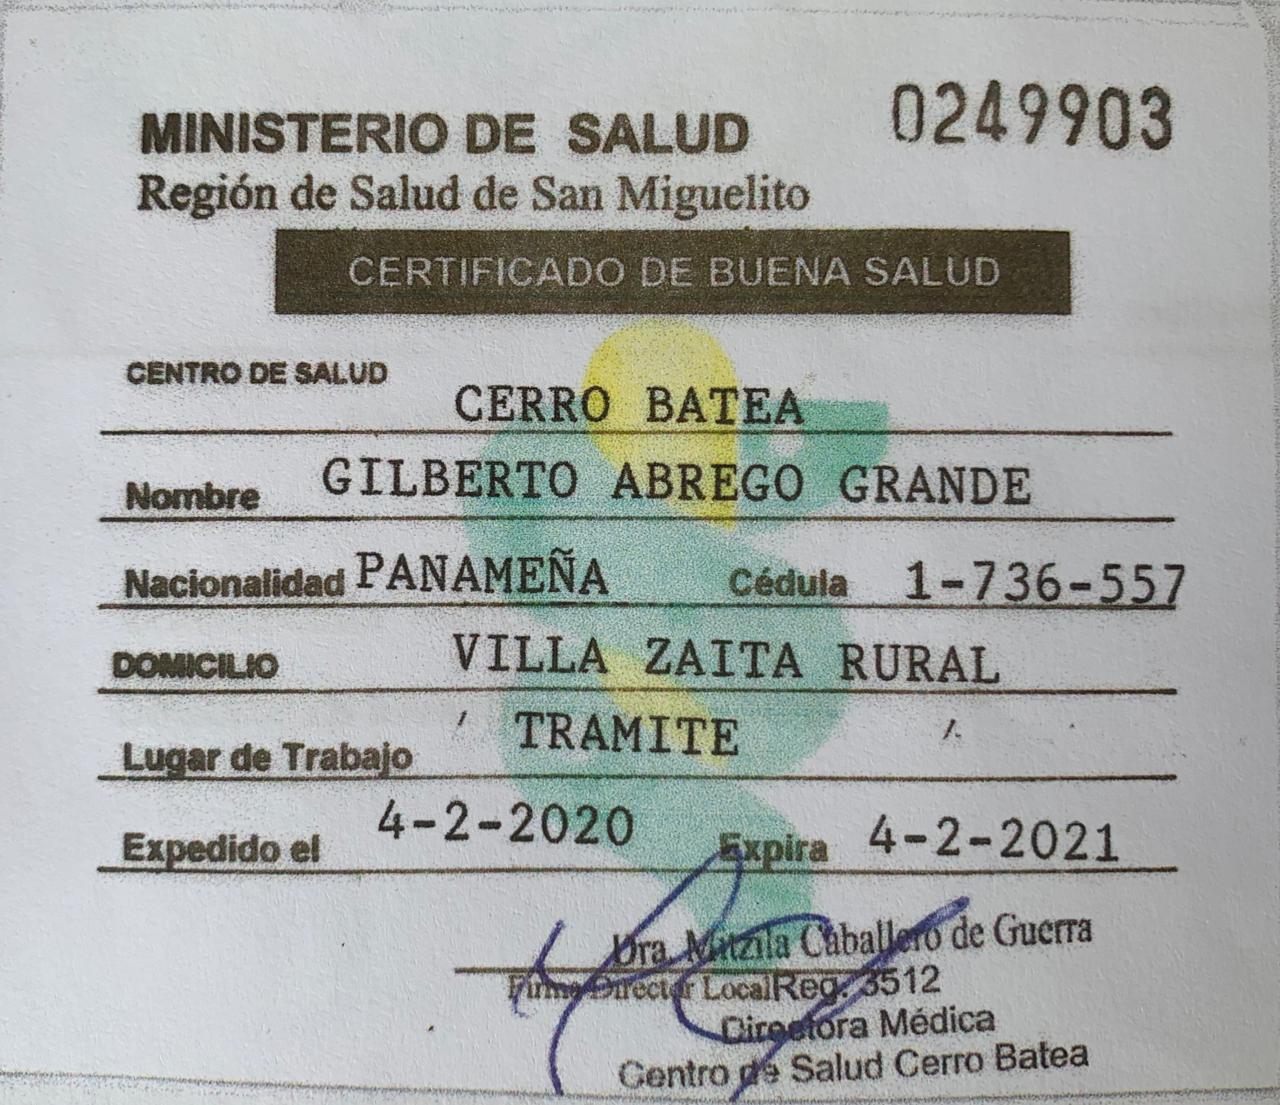 0249903
MINISTERIO DE SALUD
Región de Salud de San Miguelito
CERTIFICADO DE BUENA SALUD
CENTRO DE SALUD CERRO BATEA
Nombre GILBERTO ABREGO GRANDE
Nacionalidad PANAMEÑA Cédula 1-736-557
DOMICILIO VILLA ZAITA RURAL
Lugar de Trabajo TRAMITE
Expedido el 4-2-2020 Expira 4-2-2021
Dra. Mitzila Caballero de Guerra
Firma Director Local Reg. 3512
Directora Médica
Centro de Salud Cerro Batea